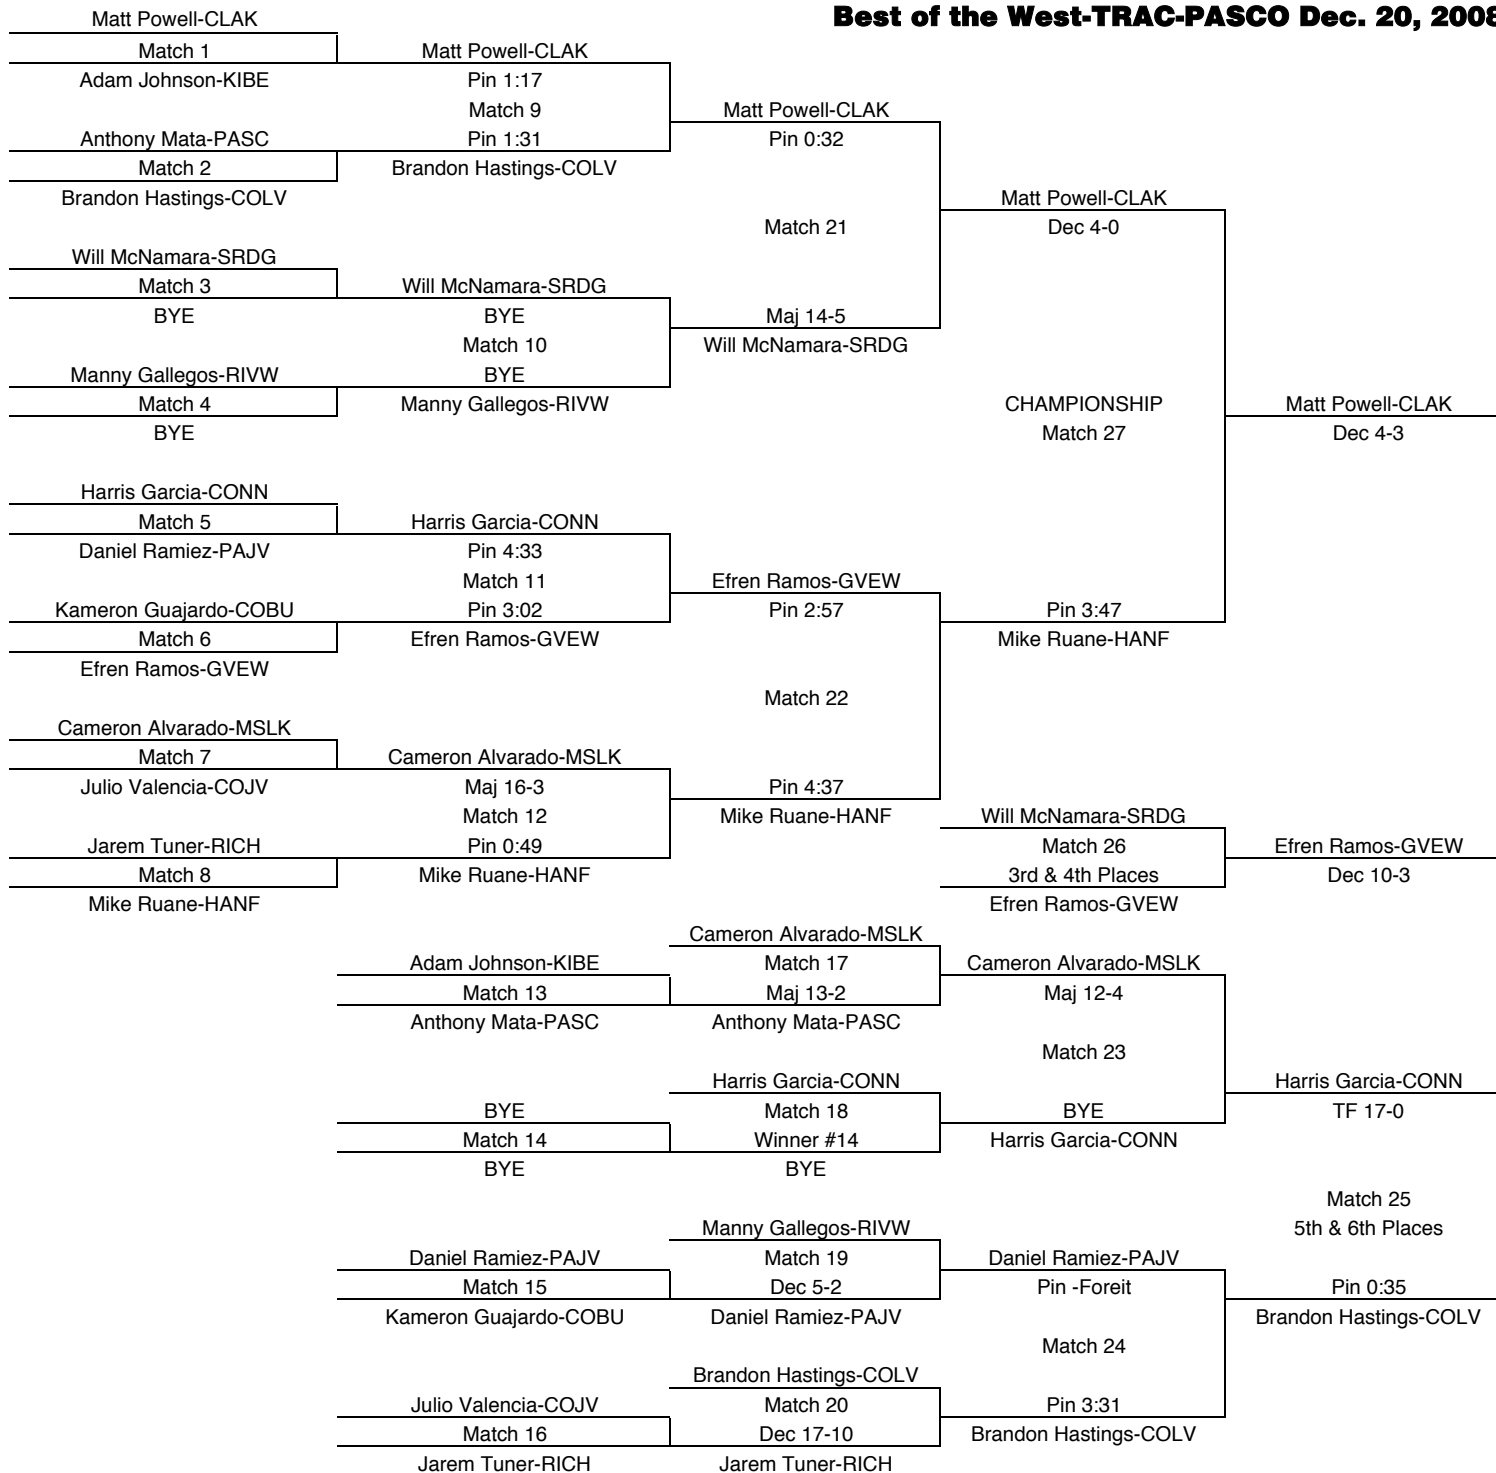 Best of the West-TRAC-PASCO Dec. 20, 2008
Matt Powell-CLAK
Match 1
Adam Johnson-KIBE
Anthony Mata-PASC
Match 2
Brandon Hastings-COLV
Will McNamara-SRDG
Match 3
BYE
Manny Gallegos-RIVW
Match 4
BYE
Harris Garcia-CONN
Match 5
Daniel Ramiez-PAJV
Kameron Guajardo-COBU
Match 6
Efren Ramos-GVEW
Cameron Alvarado-MSLK
Match 7
Julio Valencia-COJV
Jarem Tuner-RICH
Match 8
Mike Ruane-HANF
Matt Powell-CLAK
Pin 1:17
Match 9
Pin 1:31
Brandon Hastings-COLV
Will McNamara-SRDG
BYE
Match 10
BYE
Manny Gallegos-RIVW
Harris Garcia-CONN
Pin 4:33
Match 11
Pin 3:02
Efren Ramos-GVEW
Cameron Alvarado-MSLK
Maj 16-3
Match 12
Pin 0:49
Mike Ruane-HANF
Matt Powell-CLAK
Pin 0:32
Match 21
Maj 14-5
Will McNamara-SRDG
Efren Ramos-GVEW
Pin 2:57
Match 22
Pin 4:37
Mike Ruane-HANF
Matt Powell-CLAK
Dec 4-0
CHAMPIONSHIP
Match 27
Pin 3:47
Mike Ruane-HANF
Matt Powell-CLAK
Dec 4-3
Will McNamara-SRDG
Match 26
3rd & 4th Places
Efren Ramos-GVEW
Efren Ramos-GVEW
Dec 10-3
Adam Johnson-KIBE
Match 13
Anthony Mata-PASC
BYE
Match 14
BYE
Daniel Ramiez-PAJV
Match 15
Kameron Guajardo-COBU
Julio Valencia-COJV
Match 16
Jarem Tuner-RICH
Cameron Alvarado-MSLK
Match 17
Maj 13-2
Anthony Mata-PASC
Harris Garcia-CONN
Match 18
Winner #14
BYE
Manny Gallegos-RIVW
Match 19
Dec 5-2
Daniel Ramiez-PAJV
Brandon Hastings-COLV
Match 20
Dec 17-10
Jarem Tuner-RICH
Cameron Alvarado-MSLK
Maj 12-4
Match 23
BYE
Harris Garcia-CONN
Daniel Ramiez-PAJV
Pin -Foreit
Match 24
Pin 3:31
Brandon Hastings-COLV
Harris Garcia-CONN
TF 17-0
Match 25
5th & 6th Places
Pin 0:35
Brandon Hastings-COLV